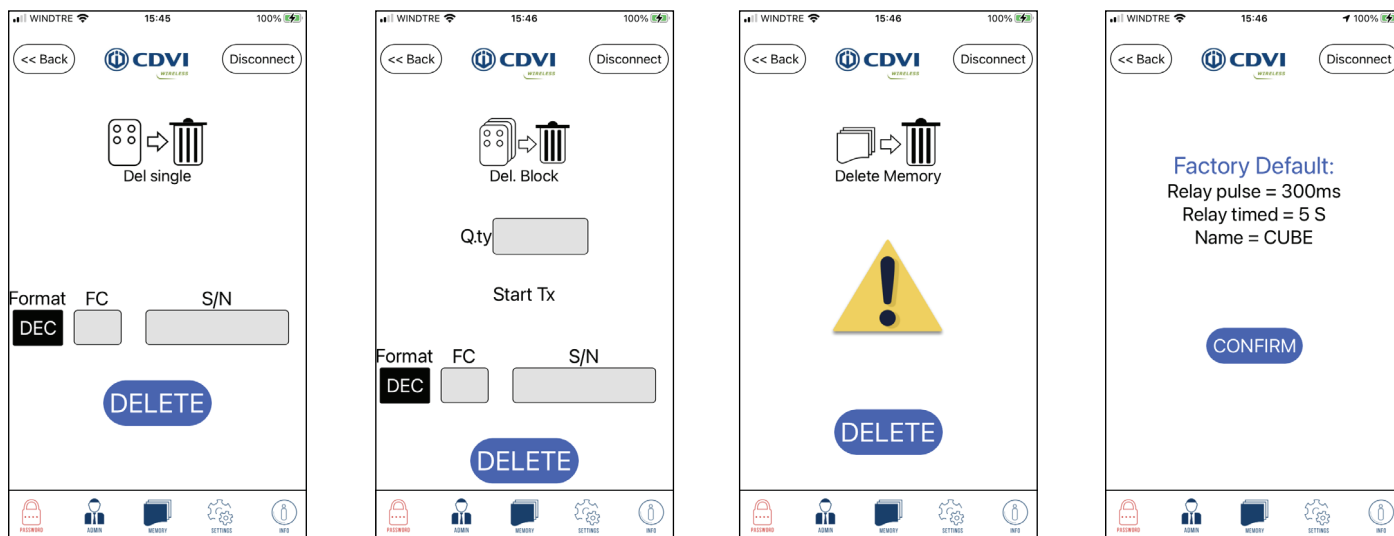 WINDTRE 15:45 100%
<< Back CDVI WIRELESS Disconnect
Del single
Format FC S/N
DEC
DELETE
PASSWORD ADMIN MEMORY SETTINGS INFO
WINDTRE 15:46 100%
<< Back CDVI WIRELESS Disconnect
Del. Block
Q.ty
Start Tx
Format FC S/N
DEC
DELETE
PASSWORD ADMIN MEMORY SETTINGS INFO
WINDTRE 15:46 100%
<< Back CDVI WIRELESS Disconnect
Delete Memory
DELETE
PASSWORD ADMIN MEMORY SETTINGS INFO
WINDTRE 15:46 100%
<< Back CDVI WIRELESS Disconnect
Factory Default:
Relay pulse = 300ms
Relay timed = 5 S
Name = CUBE
CONFIRM
PASSWORD ADMIN MEMORY SETTINGS INFO